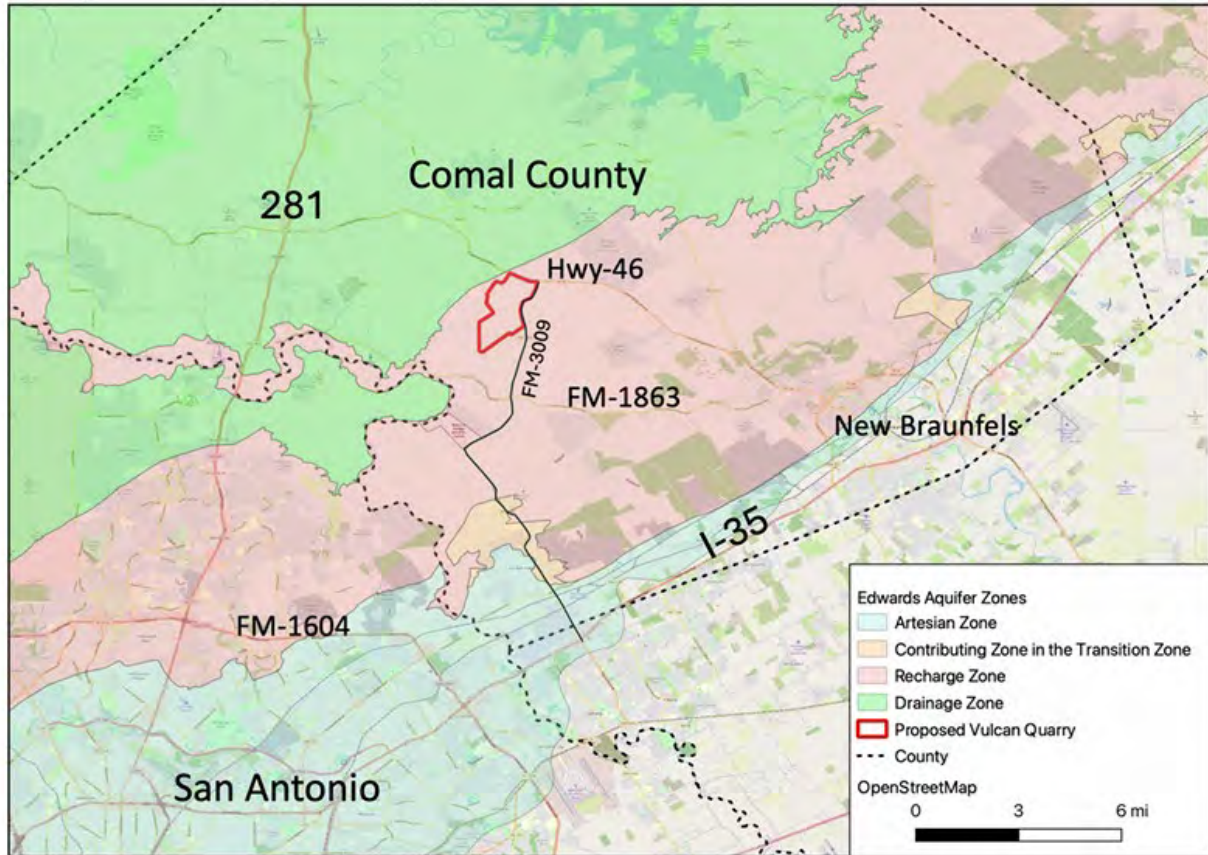 Comal County
281
Hwy-46
FM-3009
FM-1863
New Braunfels
I-35
FM-1604
San Antonio
Edwards Aquifer Zones
Artesian Zone
Contributing Zone in the Transition Zone
Recharge Zone
Drainage Zone
Proposed Vulcan Quarry
County
OpenStreetMap
0 3 6 mi